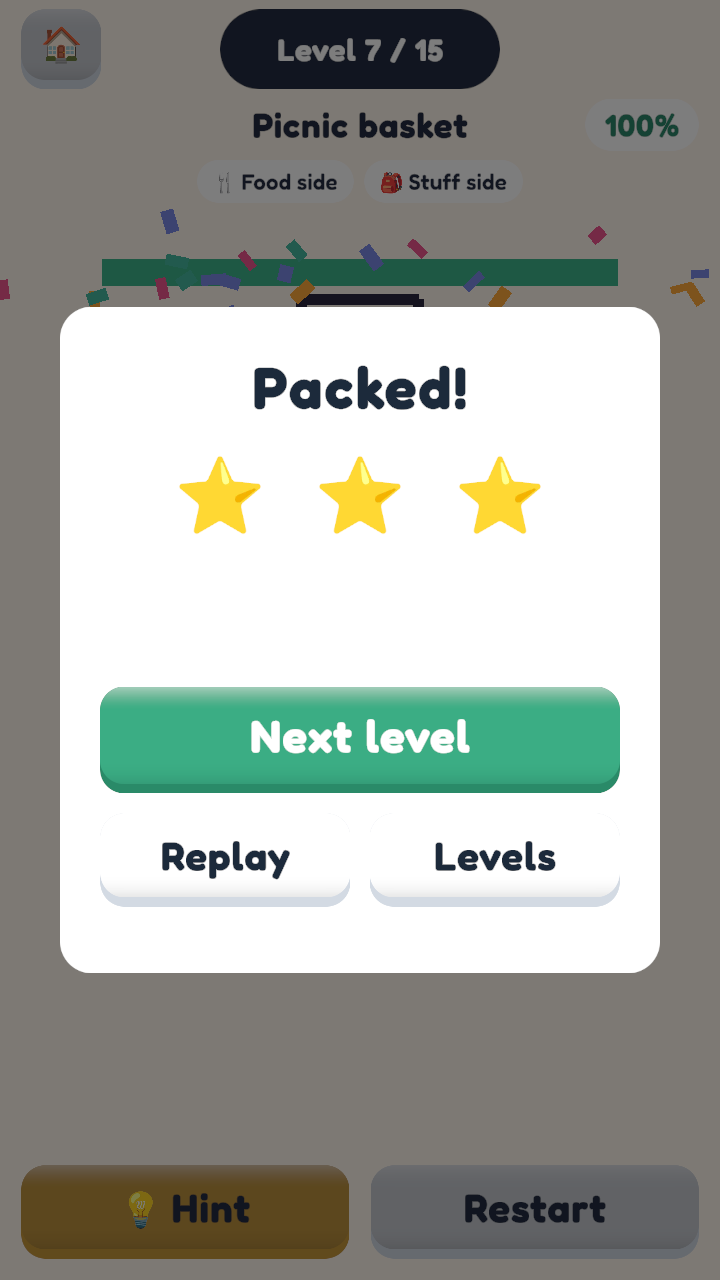 Level 7 / 15
Picnic basket
100%
Food side
Stuff side
Packed!
Next level
Replay
Levels
Hint
Restart